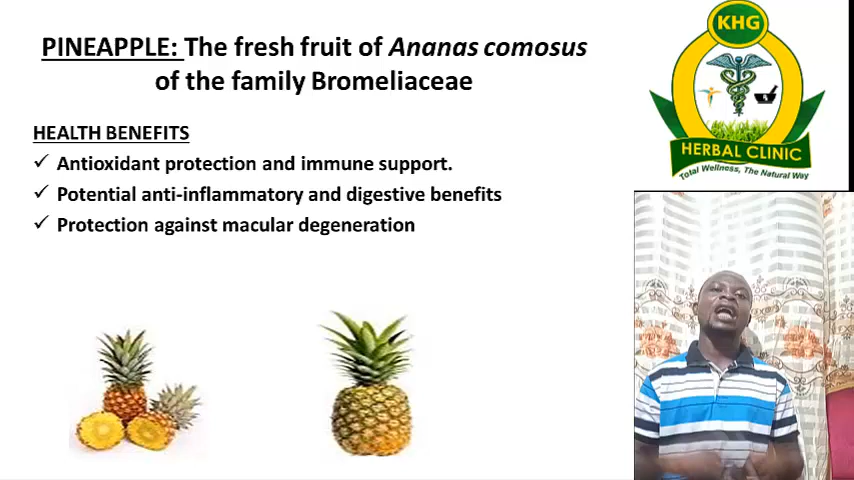 PINEAPPLE: The fresh fruit of Ananas comosus
of the family Bromeliaceae
HEALTH BENEFITS
✓ Antioxidant protection and immune support.
✓ Potential anti-inflammatory and digestive benefits
✓ Protection against macular degeneration
KHG
HERBAL CLINIC
Total Wellness, The Natural Way